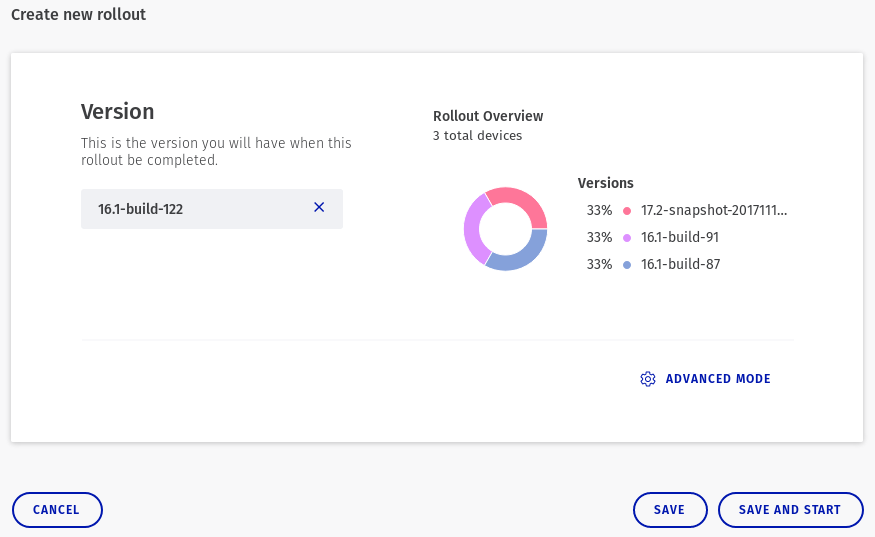 Create new rollout
Version
This is the version you will have when this
rollout be completed.
16.1-build-122
Rollout Overview
3 total devices
Versions
33% 17.2-snapshot-2017111...
33% 16.1-build-91
33% 16.1-build-87
ADVANCED MODE
CANCEL
SAVE
SAVE AND START